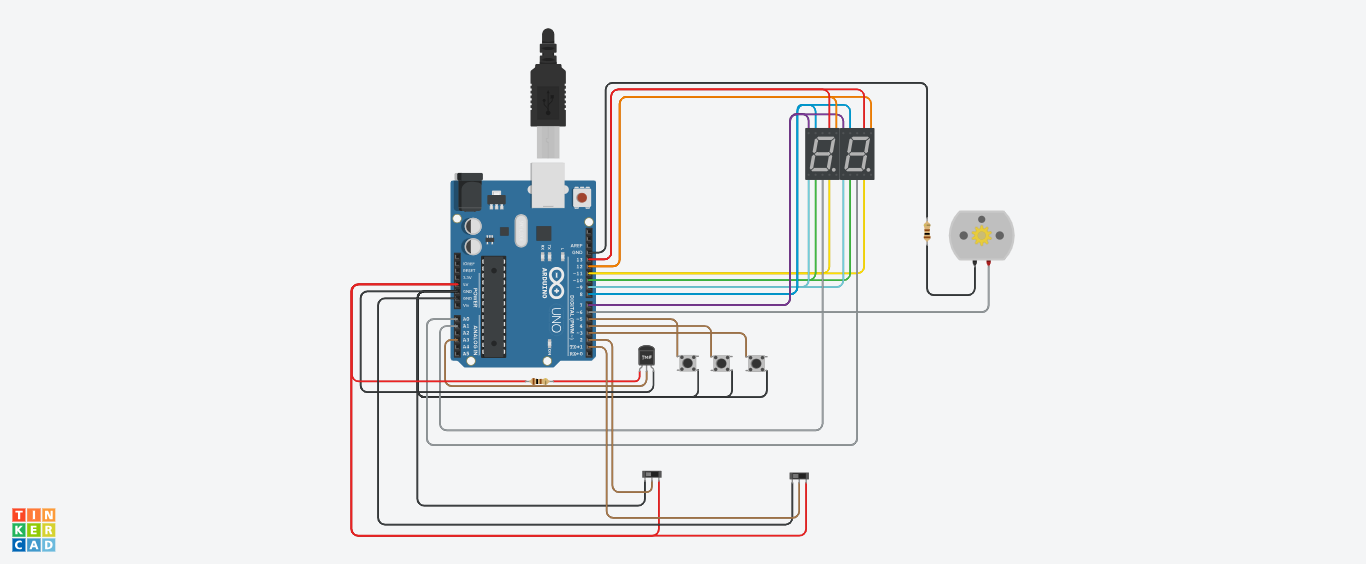 AREF
GND
13
12
~11
~10
~9
8
7
~6
~5
4
~3
2
TX→1
RX←0
IOREF
RESET
3.3V
5V
GND
GND
Vin
A0
A1
A2
A3
A4
A5
POWER
ANALOG IN
DIGITAL (PWM~)
ARDUINO
UNO
RX
TX
L
ON
TMP
TIN
KER
CAD